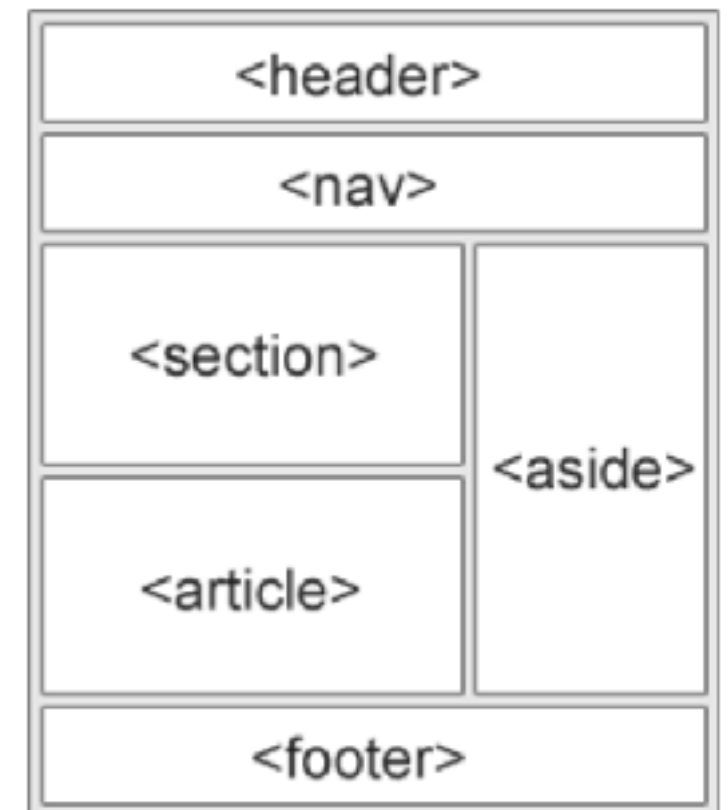 <header>
<nav>
<section>
<article>
<aside>
<footer>